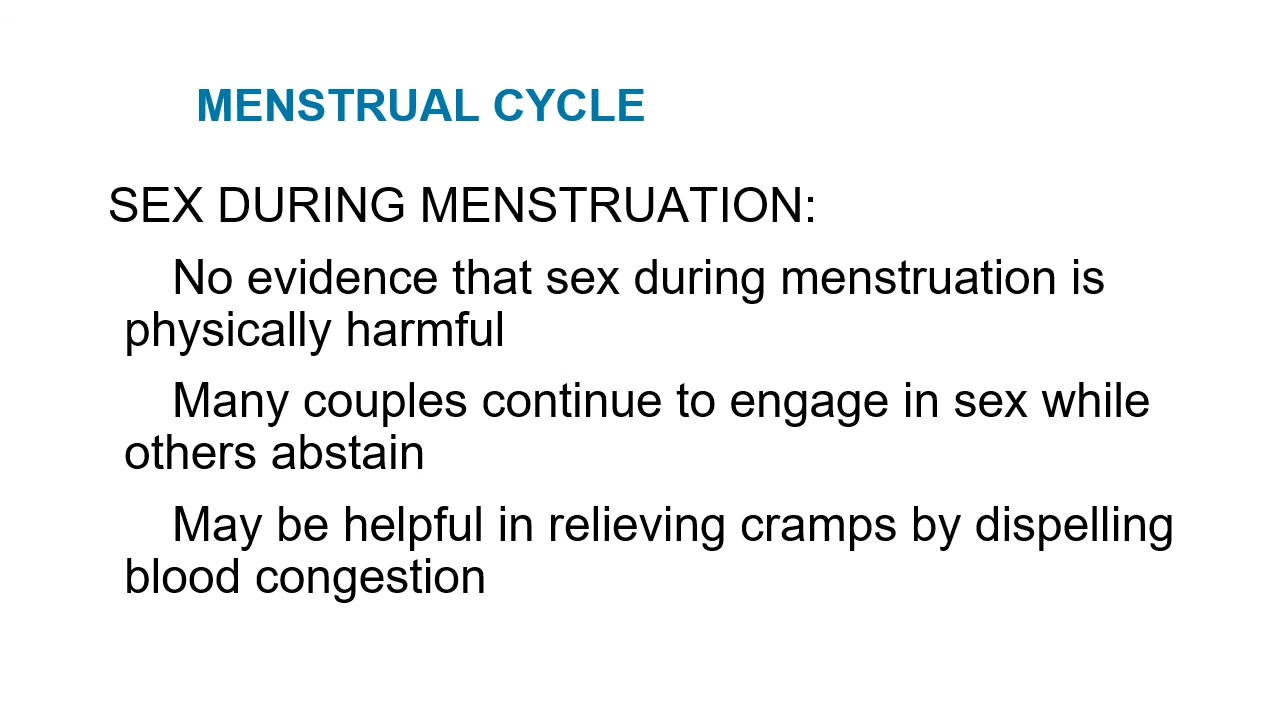 MENSTRUAL CYCLE
SEX DURING MENSTRUATION:
No evidence that sex during menstruation is
physically harmful
Many couples continue to engage in sex while
others abstain
May be helpful in relieving cramps by dispelling
blood congestion